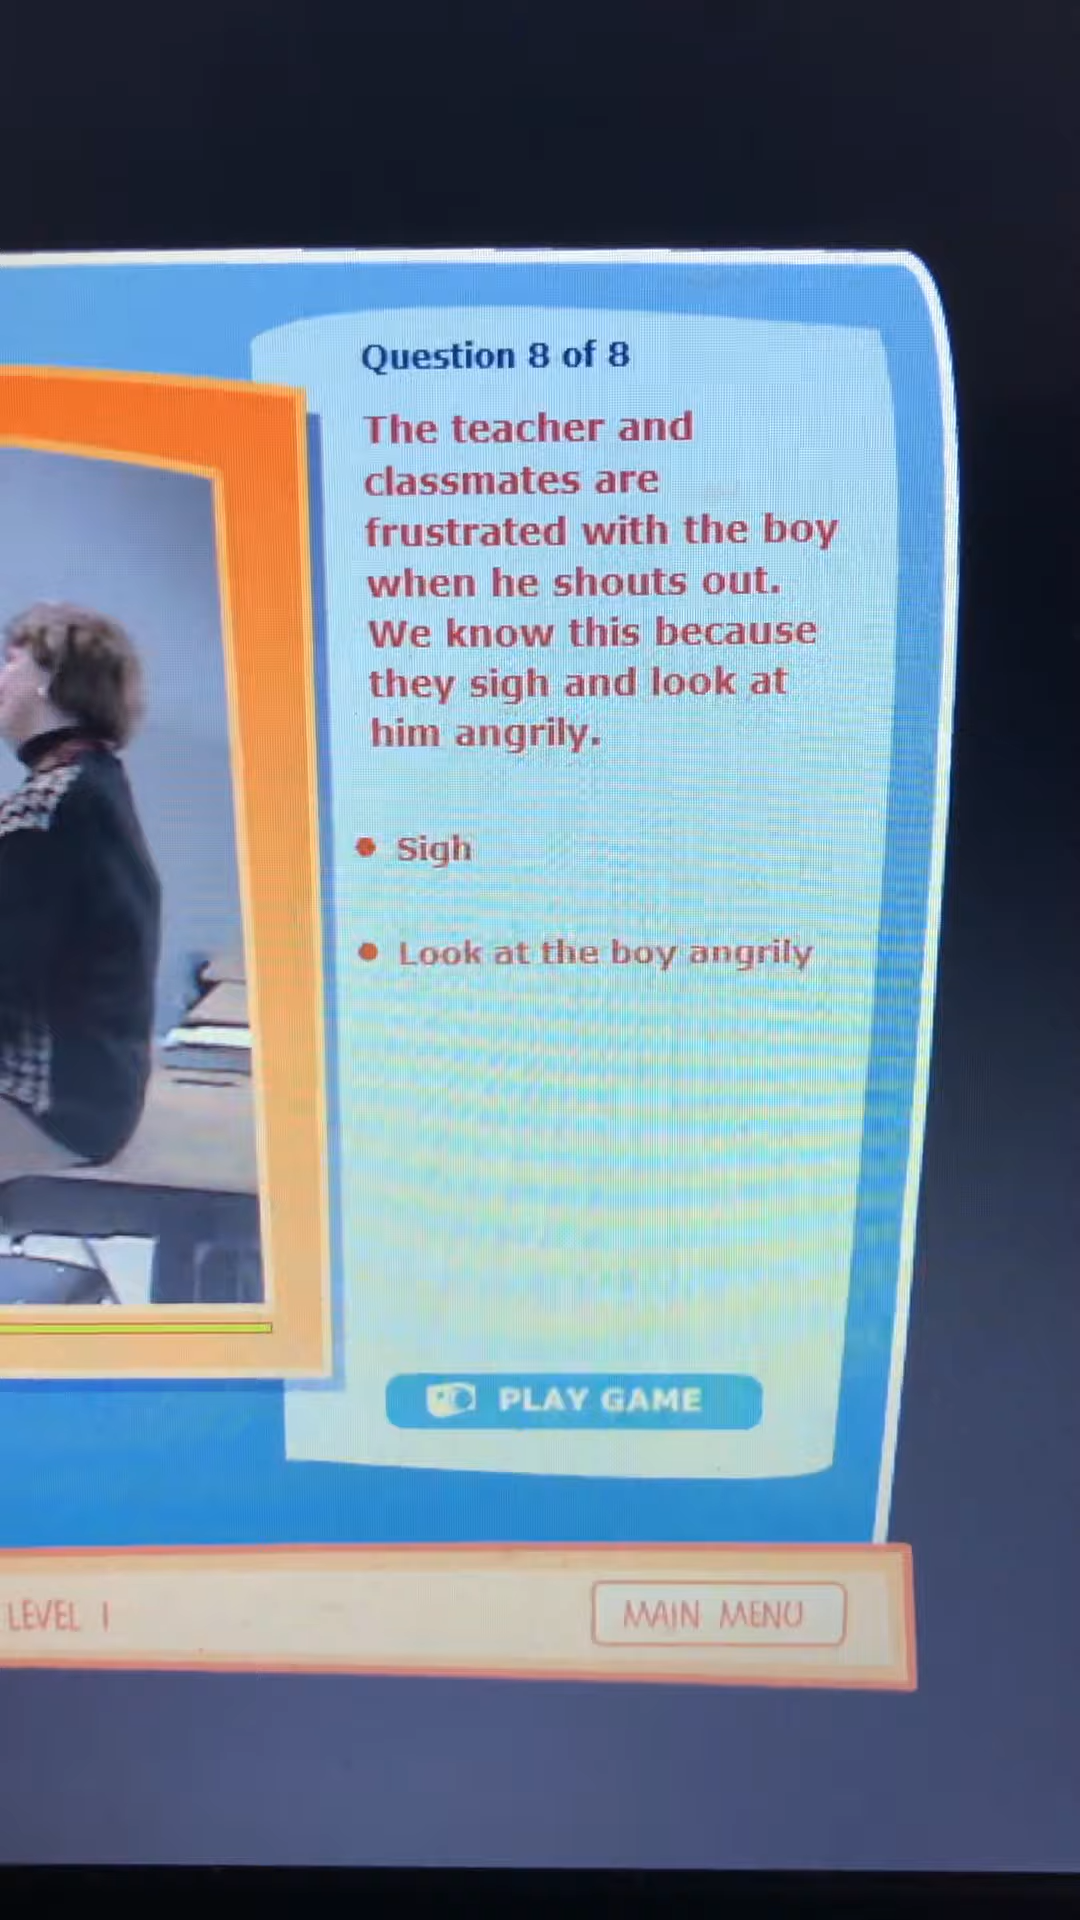 Question 8 of 8
The teacher and
classmates are
frustrated with the boy
when he shouts out.
We know this because
they sigh and look at
him angrily.
Sigh
Look at the boy angrily
PLAY GAME
LEVEL 1
MAIN MENU